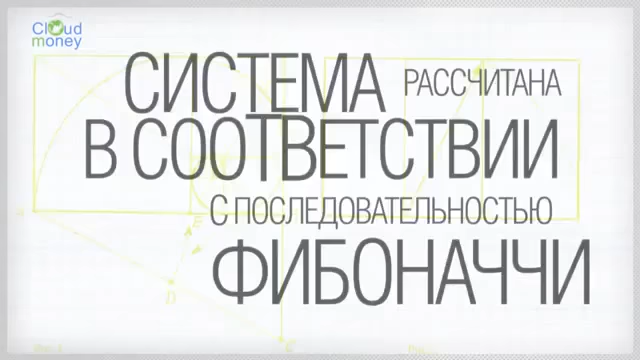 Cloud
money
СИСТЕМА РАССЧИТАНА
В СООТВЕТСТВИИ
С ПОСЛЕДОВАТЕЛЬНОСТЬЮ
ФИБОНАЧЧИ